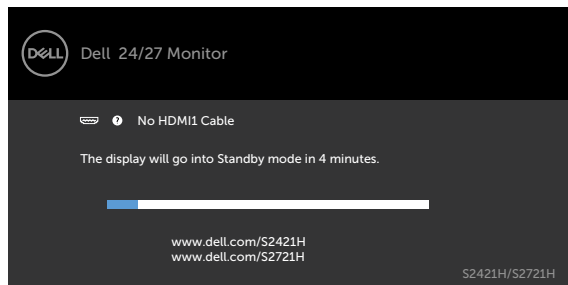 DELL Dell 24/27 Monitor
? No HDMI1 Cable
The display will go into Standby mode in 4 minutes.
www.dell.com/S2421H
www.dell.com/S2721H
S2421H/S2721H